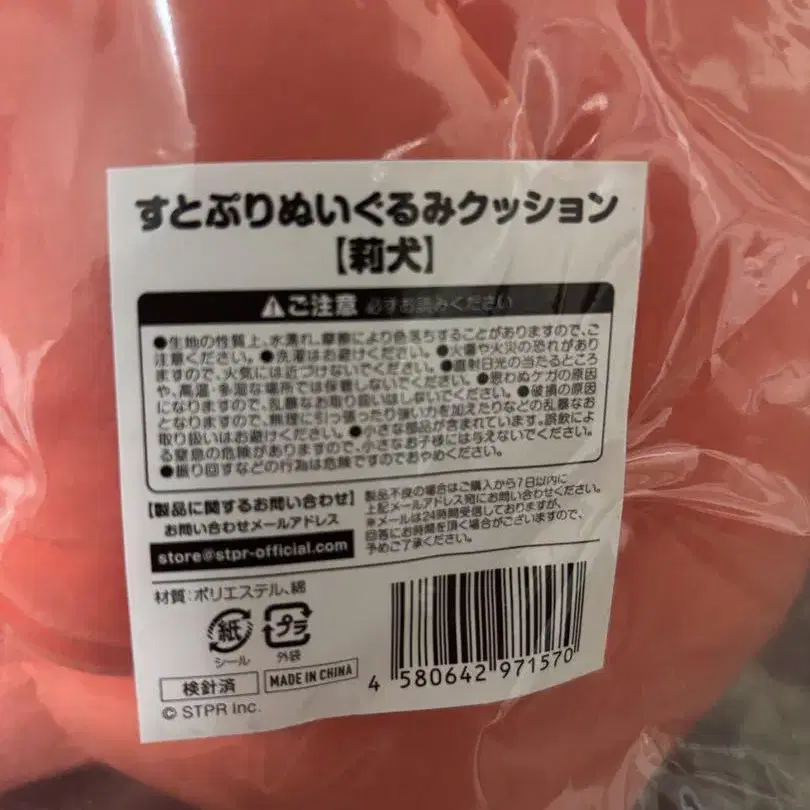 すとぷりぬいぐるみクッション
【莉犬】
⚠ご注意 必ずお読みください
●生地の性質上、水濡れ、摩擦により色落ちすることがありますので、ご
注意ください。●洗濯はお避けください。●火傷や火災の恐れがあり
ますので、火気には近づけないでください。●直射日光の当たるところ
や、高温・多湿な場所では保管しないでください。●思わぬケガの原因
になりますので、乱暴なお取り扱いはしないでください。●破損の原因
となりますので、無理に引っ張ったり強い力を加えたりなどの乱暴なお
取り扱いはお避けください。●小さな部品が含まれています。誤飲によ
る窒息の危険がありますので、小さなお子様には与えないでください。
●振り回すなどの行為は危険ですのでおやめください。
【製品に関するお問い合わせ】
お問い合わせメールアドレス
store@stpr-official.com
製品不良の場合はご購入から7日以内に
上記メールアドレス宛にお問い合わせください。
※メールは24時間受信しておりますが、
回答にお時間を頂く場合がございますので、
予めご了承ください。
材質:ポリエステル、綿
紙
シール
プラ
外袋
検針済
MADE IN CHINA
© STPR Inc.
4 580642 971570